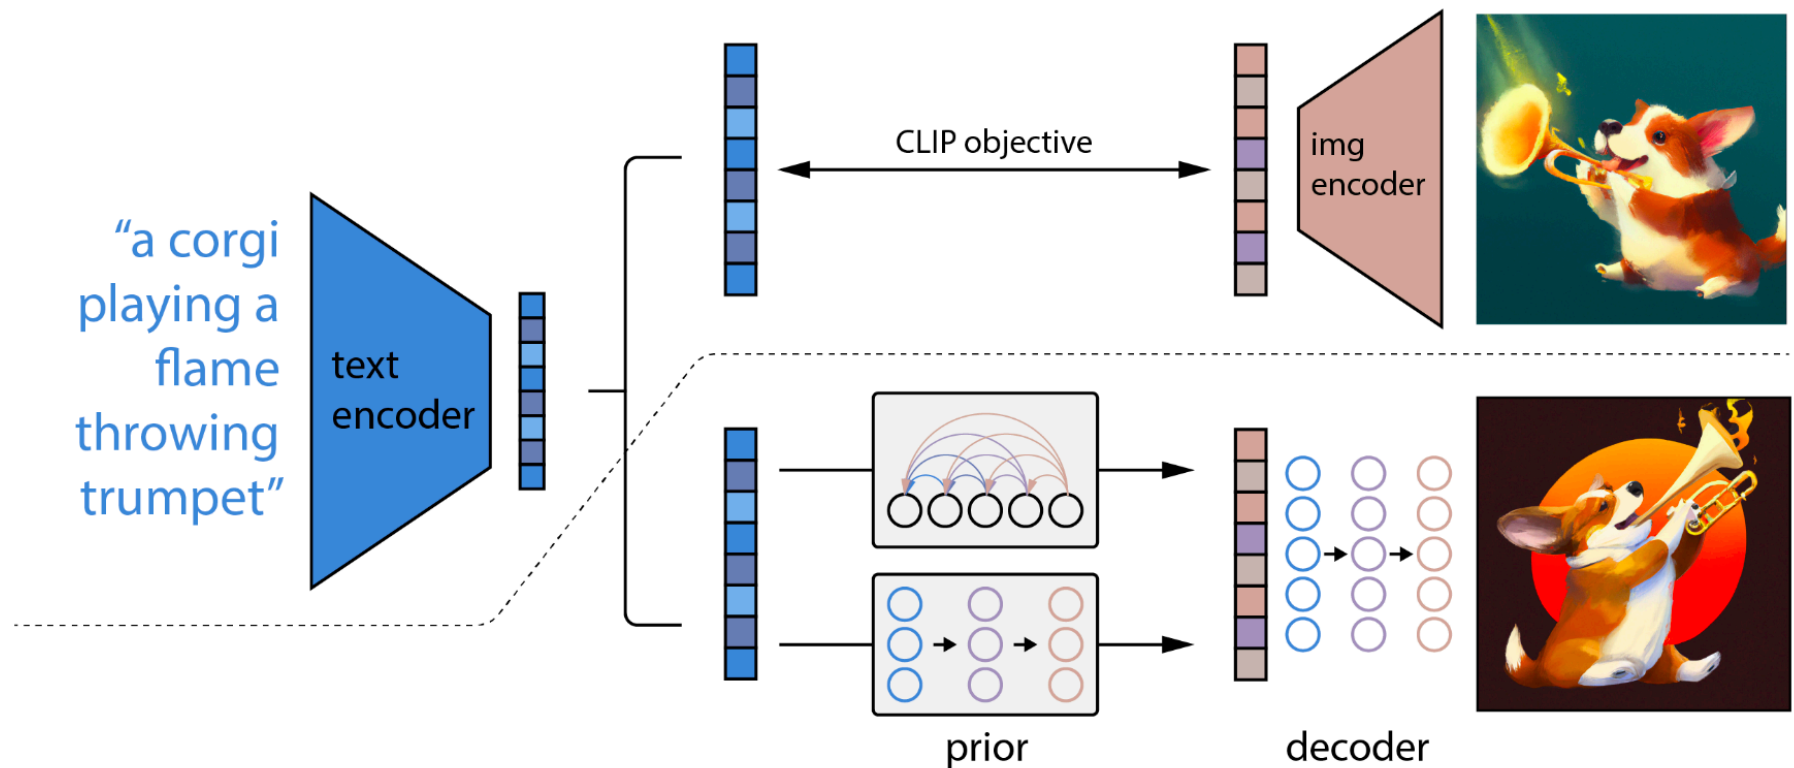 “a corgi
playing a
flame
throwing
trumpet”
text
encoder
CLIP objective
img
encoder
prior
decoder